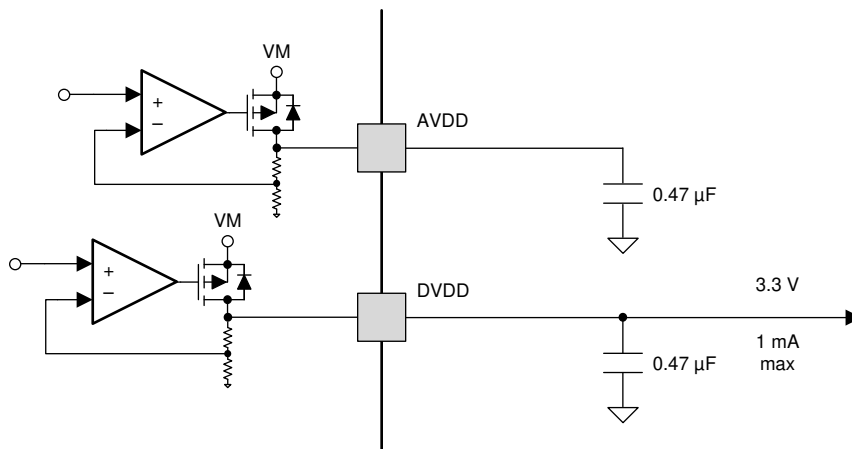 VM
+
−
AVDD
0.47 µF
VM
+
−
DVDD
3.3 V
0.47 µF
1 mA
max